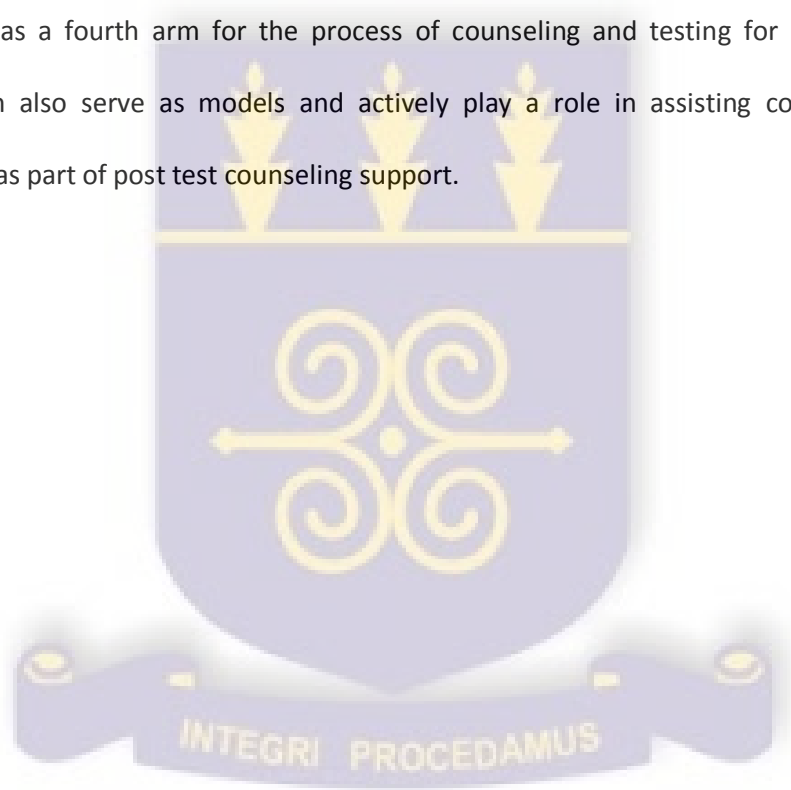 as a fourth arm for the process of counseling and testing for
also serve as models and actively play a role in assisting
as part of post test counseling support.
INTEGRI PROCEDAMUS